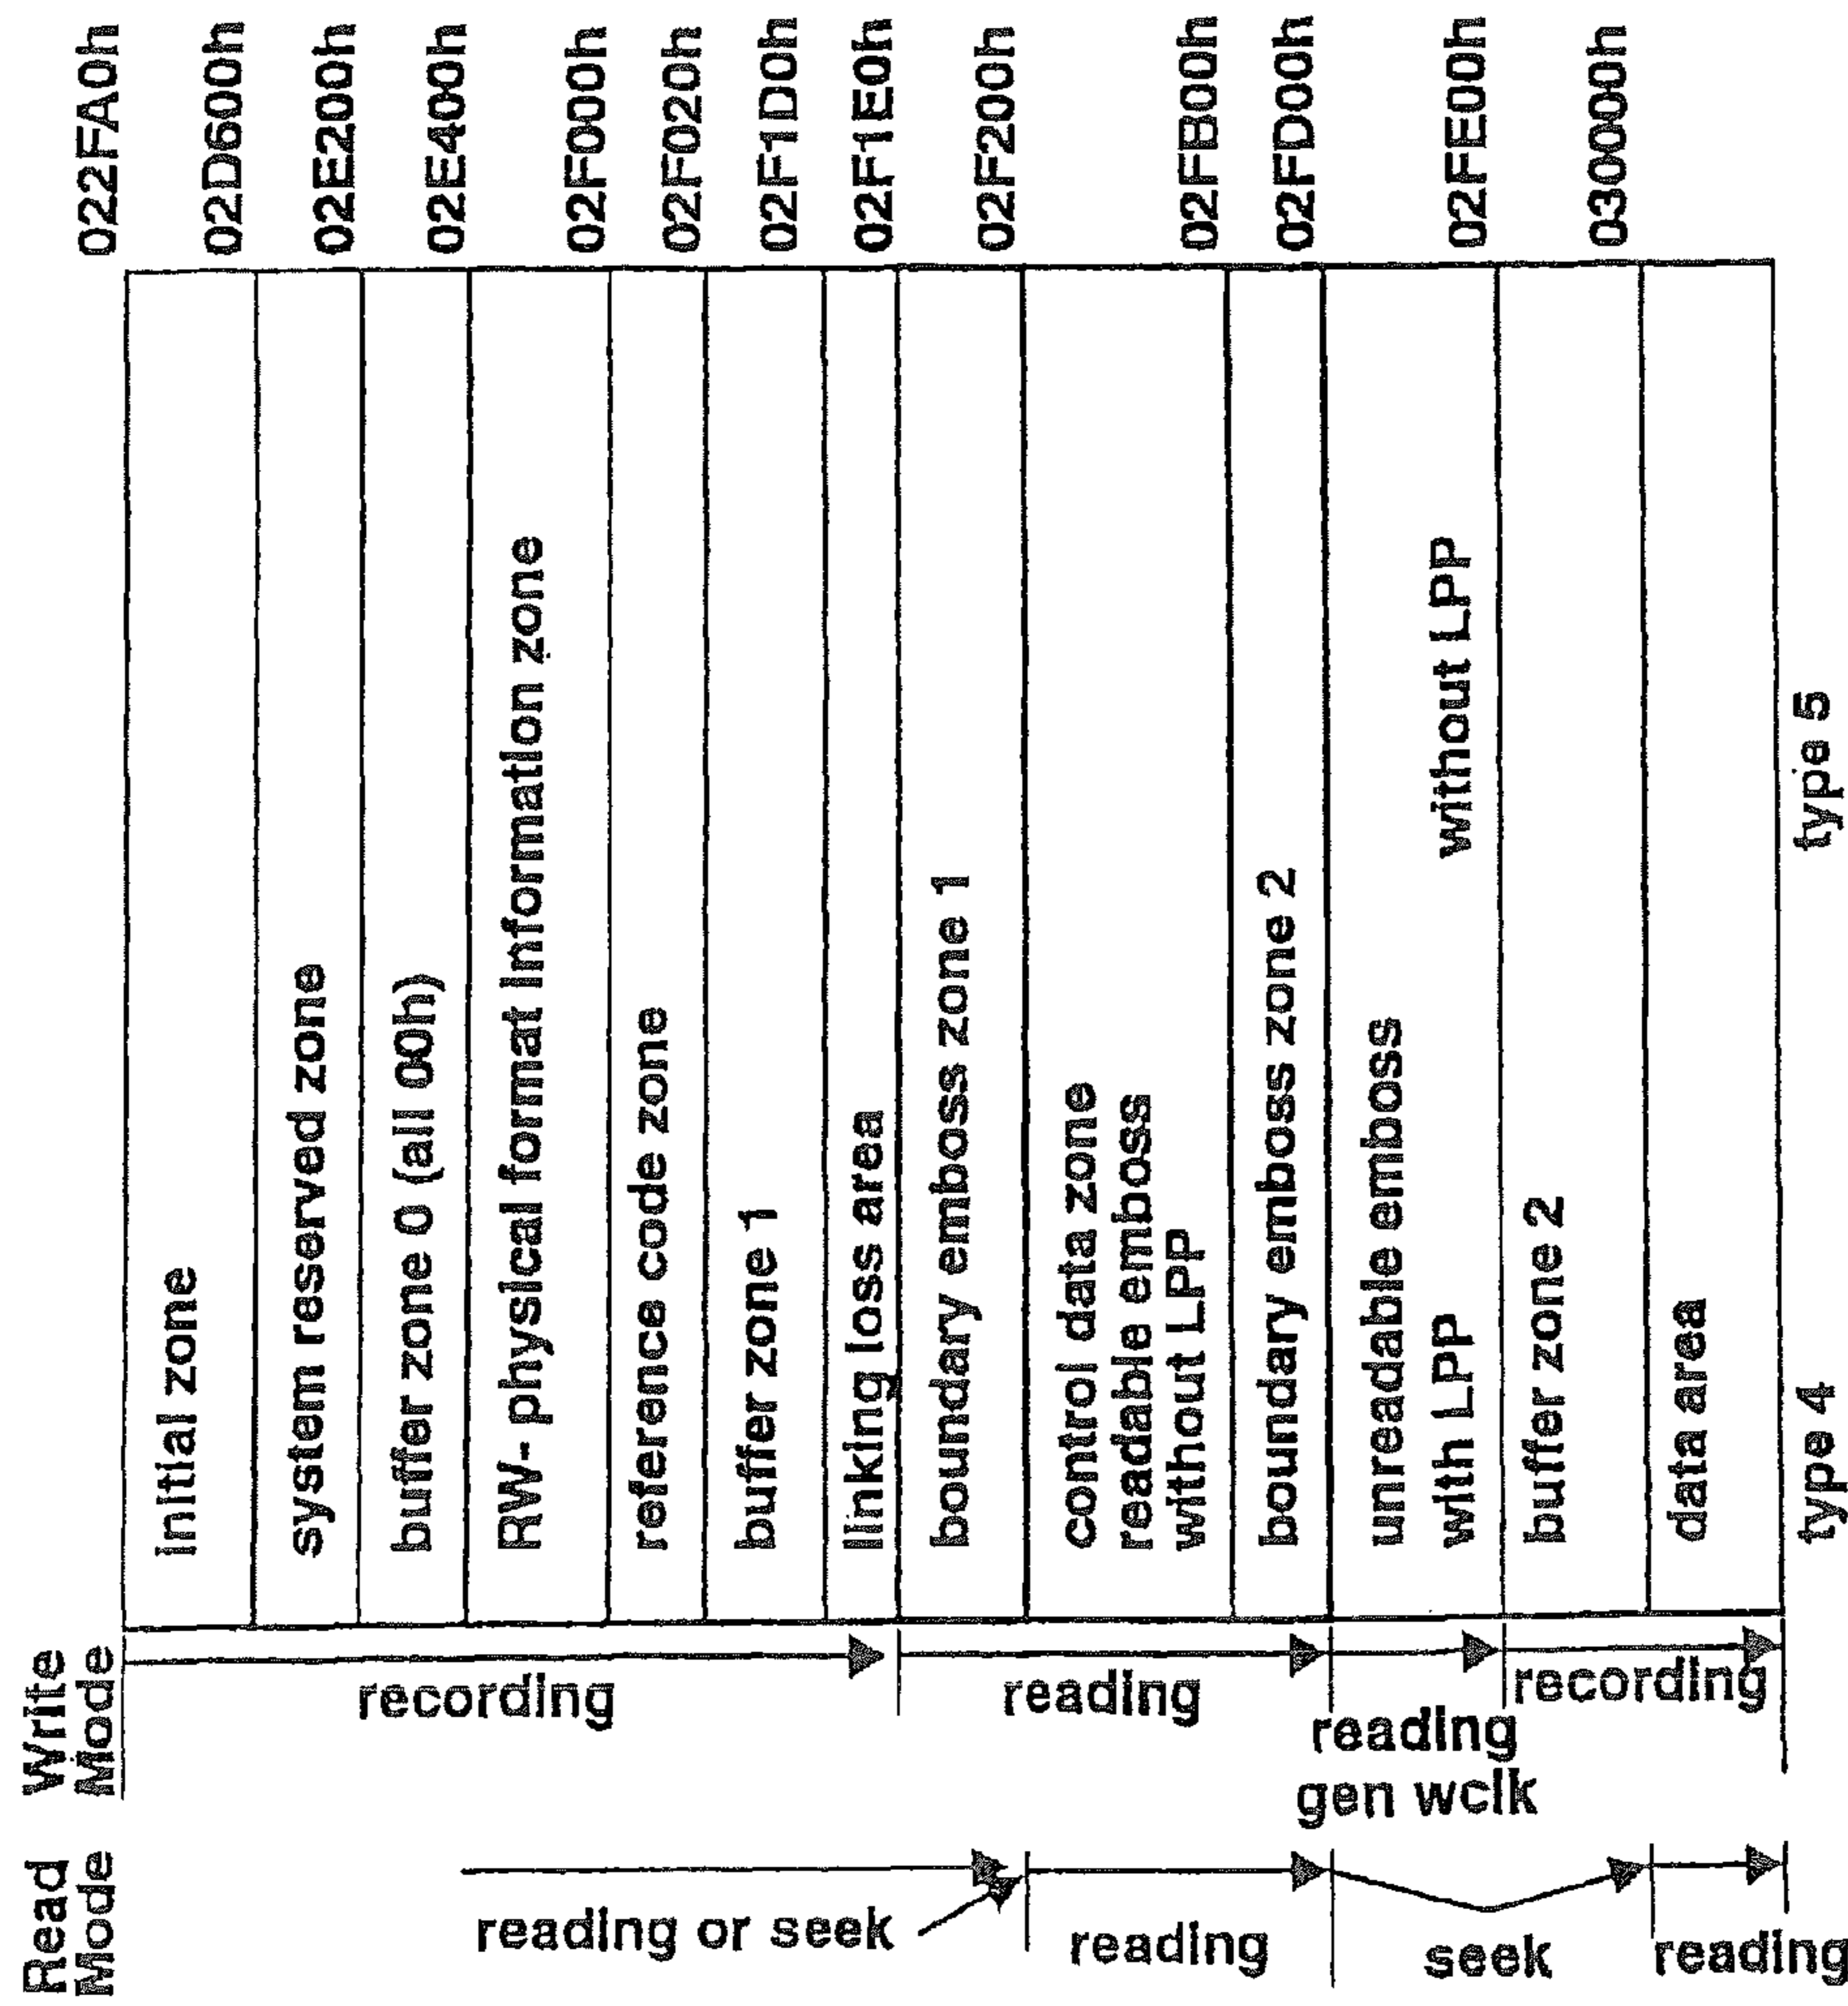 022FA0h
02D600h
02E200h
02E400h
02F000h
02F020h
02F1D0h
02F1E0h
02F200h
02FB00h
02FD00h
02FE00h
030000h
initial zone
system reserved zone
buffer zone 0 (all 00h)
RW- physical format information zone
reference code zone
buffer zone 1
linking loss area
boundary emboss zone 1
control data zone
readable emboss
without LPP
boundary emboss zone 2
unreadable emboss
with LPP without LPP
buffer zone 2
data area
type 4 type 5
Write
Mode
recording
reading
reading
gen wclk
recording
Read
Mode
reading or seek
reading
seek
reading